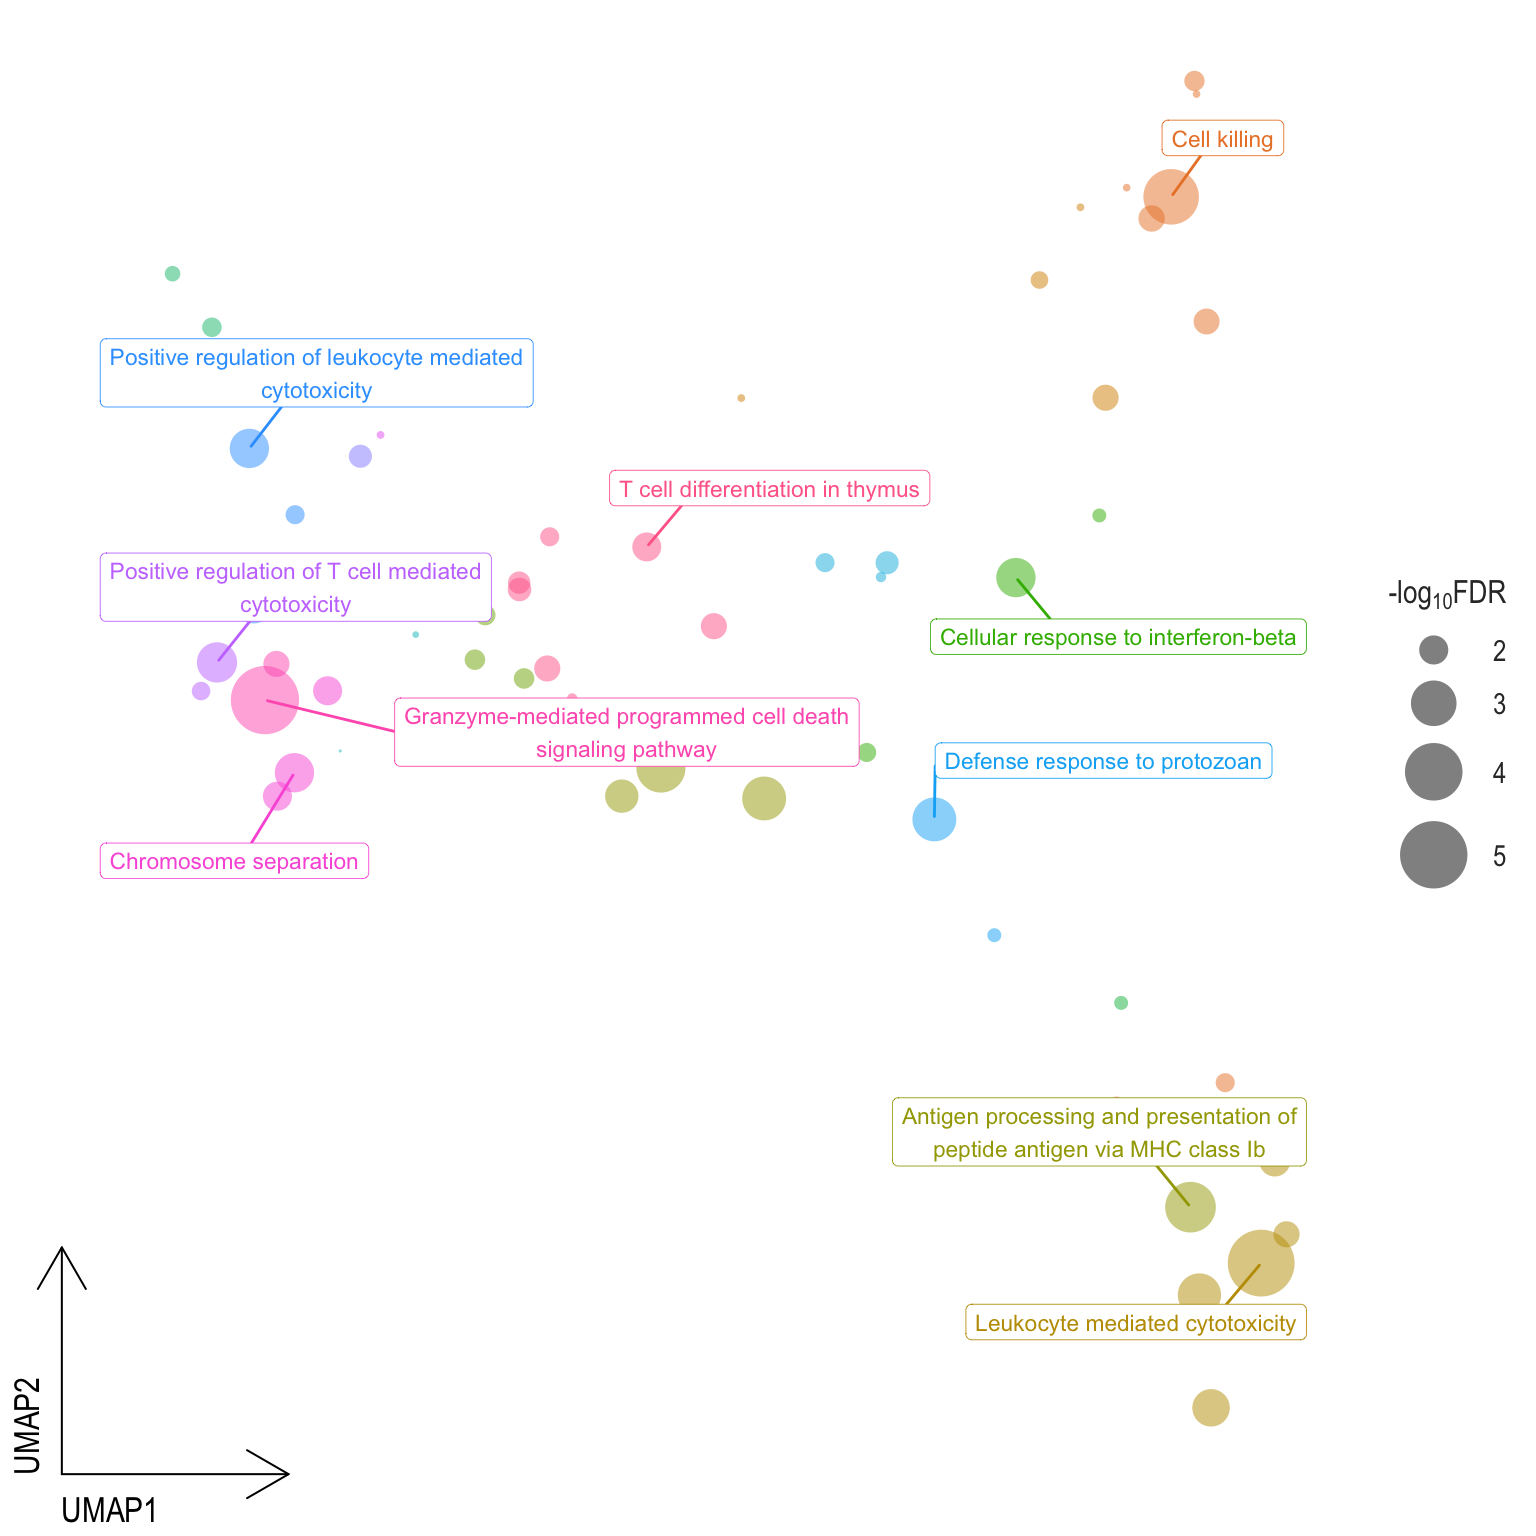 Cell killing
Positive regulation of leukocyte mediated
cytotoxicity
T cell differentiation in thymus
Positive regulation of T cell mediated
cytotoxicity
Cellular response to interferon-beta
-log10FDR
2
3
4
5
Granzyme-mediated programmed cell death
signaling pathway
Defense response to protozoan
Chromosome separation
Antigen processing and presentation of
peptide antigen via MHC class Ib
Leukocyte mediated cytotoxicity
UMAP2
UMAP1